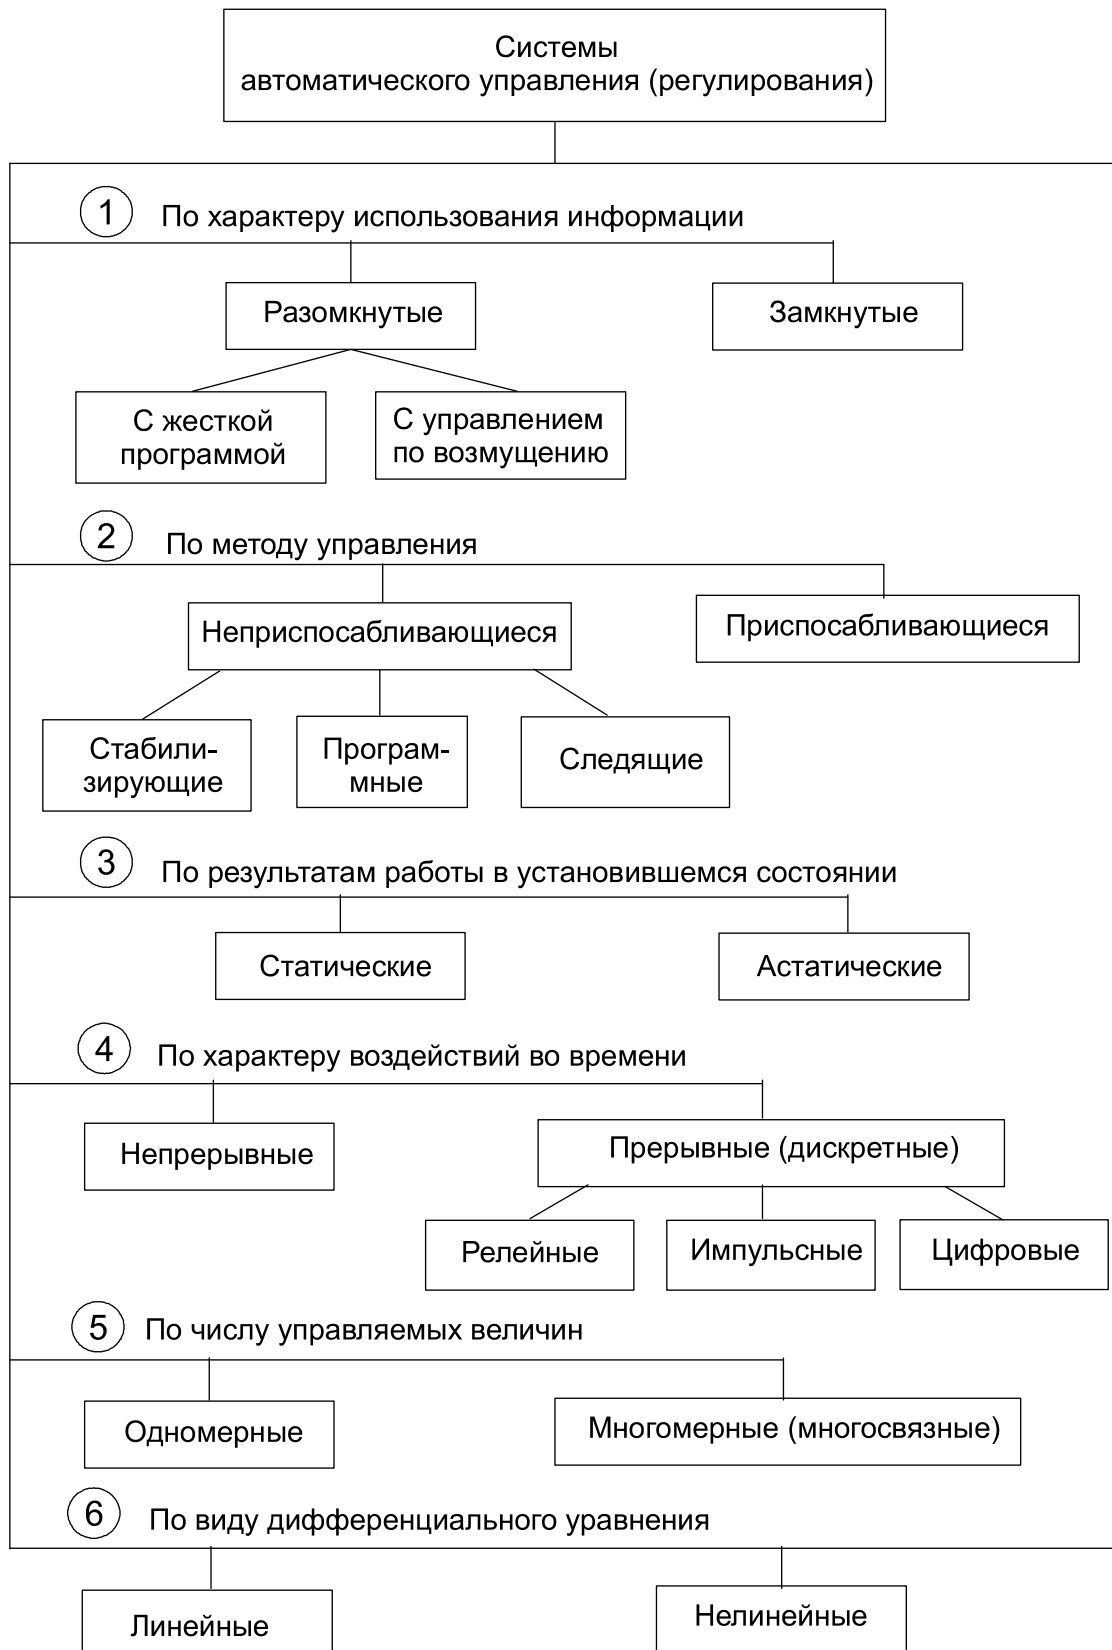 Системы
автоматического управления (регулирования)
1 По характеру использования информации
Разомкнутые
Замкнутые
С жесткой
программой
С управлением
по возмущению
2 По методу управления
Неприспосабливающиеся
Приспосабливающиеся
Стабили-
зирующие
Програм-
мные
Следящие
3 По результатам работы в установившемся состоянии
Статические
Астатические
4 По характеру воздействий во времени
Непрерывные
Прерывные (дискретные)
Релейные
Импульсные
Цифровые
5 По числу управляемых величин
Одномерные
Многомерные (многосвязные)
6 По виду дифференциального уравнения
Линейные
Нелинейные